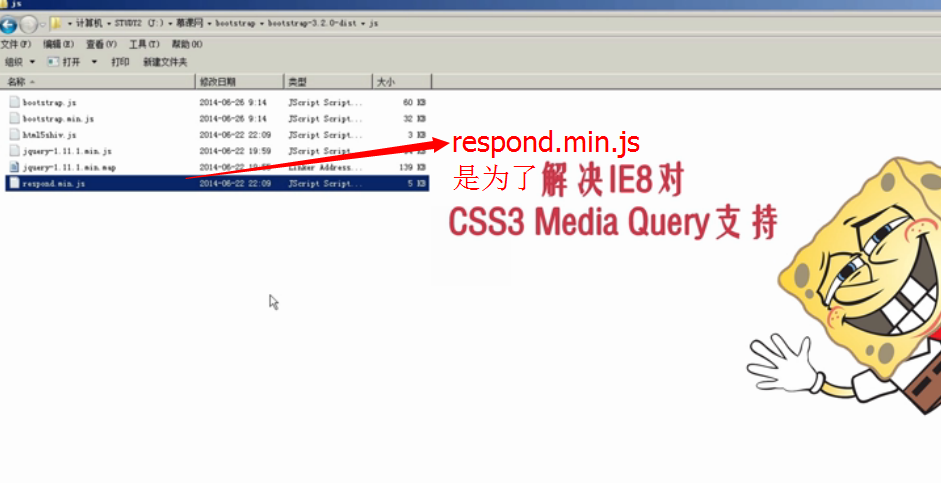 js
计算机 STUDY2 (J:) 慕课网 bootstrap bootstrap-3.2.0-dist js
文件(F) 编辑(E) 查看(V) 工具(T) 帮助(H)
组织 打开 打印 新建文件夹
名称 修改日期 类型 大小
bootstrap.js 2014-06-26 9:14 JScript Script... 60 KB
bootstrap.min.js 2014-06-26 9:14 JScript Script... 32 KB
html5shiv.js 2014-06-22 22:09 JScript Script... 3 KB
jquery-1.11.1.min.js 2014-06-22 19:59 JScript Script KB
jquery-1.11.1.min.map 2014-06-22 Linker Address... 139 KB
respond.min.js 2014-06-22 22:09 JScript Script... 5 KB
respond.min.js
是为了解决IE8对
CSS3 Media Query支持